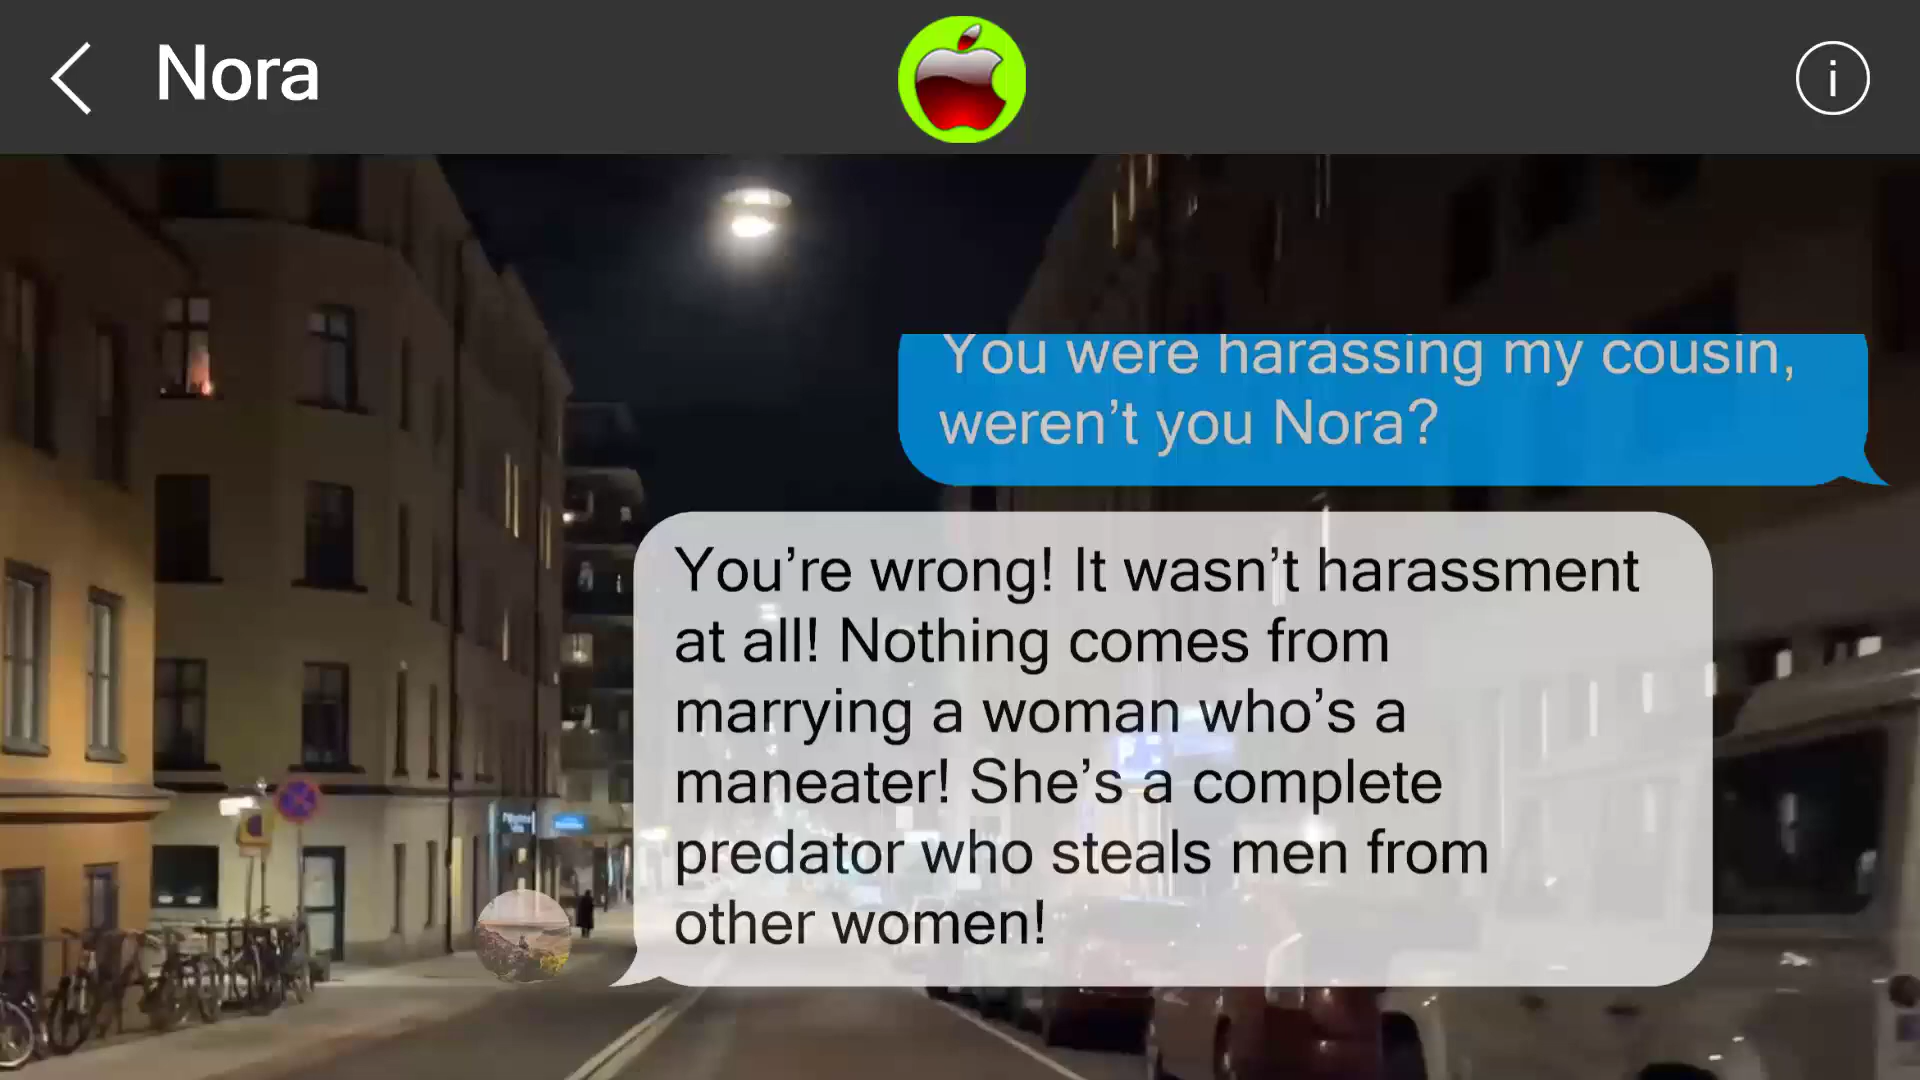 Nora
i
You were harassing my cousin,
weren’t you Nora?
You’re wrong! It wasn’t harassment
at all! Nothing comes from
marrying a woman who’s a
maneater! She’s a complete
predator who steals men from
other women!